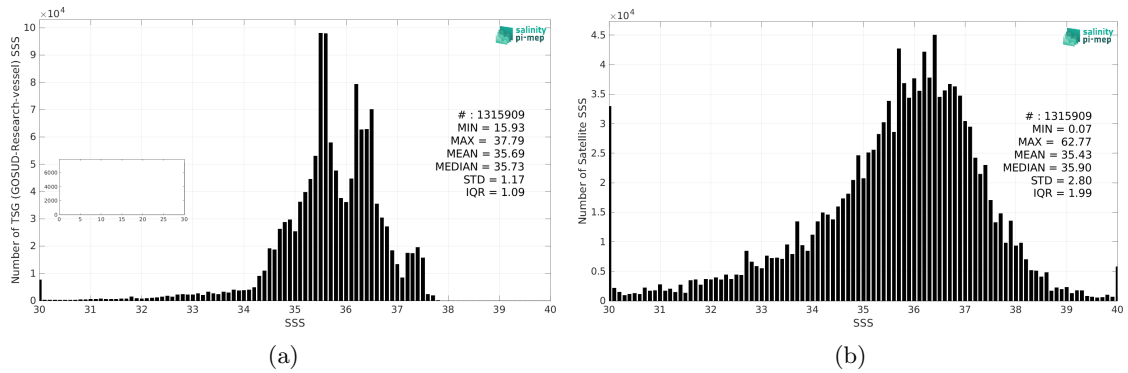 ×10⁴
10
9
8
7
6
5
4
3
2
1
0
Number of TSG (GOSUD-Research-vessel) SSS
30 31 32 33 34 35 36 37 38 39 40
SSS
salinity
pi-mep
# : 1315909
MIN = 15.93
MAX = 37.79
MEAN = 35.69
MEDIAN = 35.73
STD = 1.17
IQR = 1.09
6000
4000
2000
0
0 5 10 15 20 25 30
(a)
×10⁴
4.5
4
3.5
3
2.5
2
1.5
1
0.5
0
Number of Satellite SSS
30 31 32 33 34 35 36 37 38 39 40
SSS
salinity
pi-mep
# : 1315909
MIN = 0.07
MAX = 62.77
MEAN = 35.43
MEDIAN = 35.90
STD = 2.80
IQR = 1.99
(b)